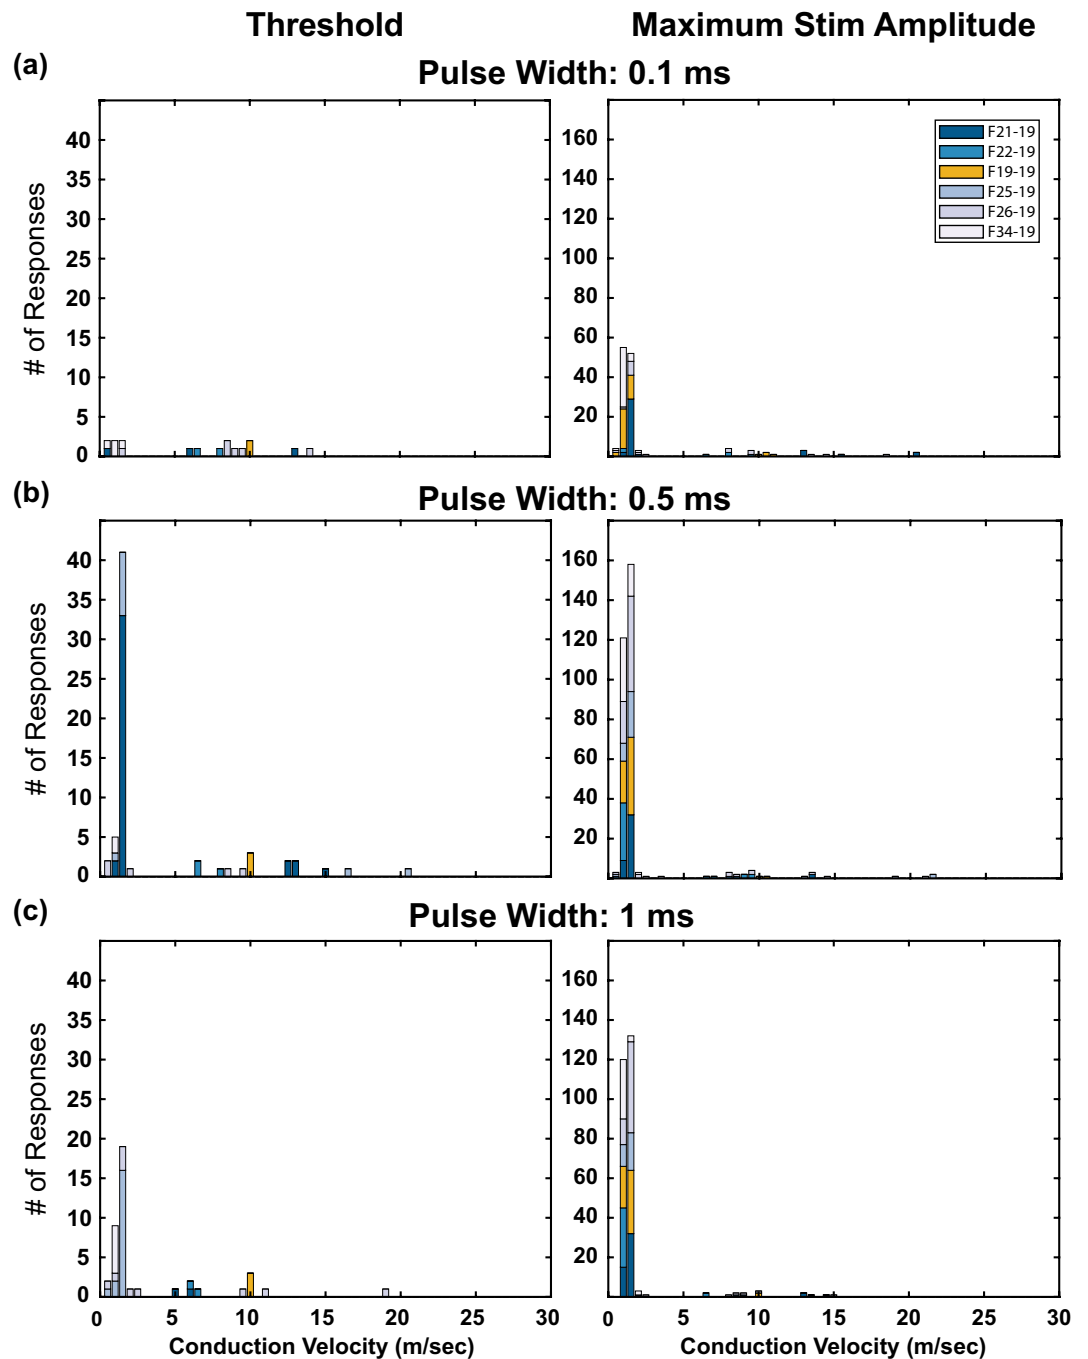 Threshold
Maximum Stim Amplitude
(a)
Pulse Width: 0.1 ms
# of Responses
40
35
30
25
20
15
10
5
0
160
140
120
100
80
60
40
20
F21-19
F22-19
F19-19
F25-19
F26-19
F34-19
(b)
Pulse Width: 0.5 ms
# of Responses
40
35
30
25
20
15
10
5
0
160
140
120
100
80
60
40
20
(c)
Pulse Width: 1 ms
# of Responses
40
35
30
25
20
15
10
5
0
160
140
120
100
80
60
40
20
0 5 10 15 20 25 30
0 5 10 15 20 25 30
Conduction Velocity (m/sec)
Conduction Velocity (m/sec)